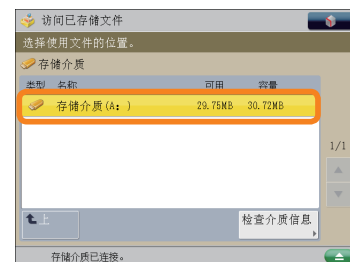 访问已存储文件
选择使用文件的位置。
存储介质
类型 名称 可用 容量
存储介质(A: ) 29.75MB 30.72MB
1/1
上
检查介质信息
存储介质已连接。